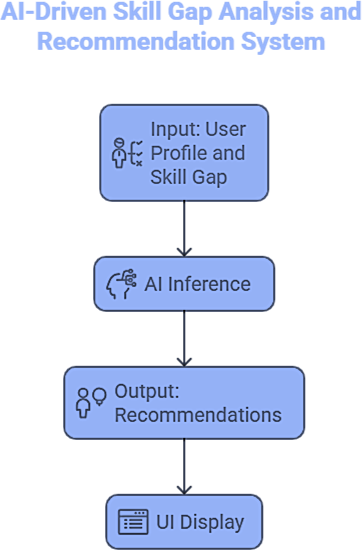 AI-Driven Skill Gap Analysis and
Recommendation System
Input: User
Profile and
Skill Gap
AI Inference
Output:
Recommendations
UI Display